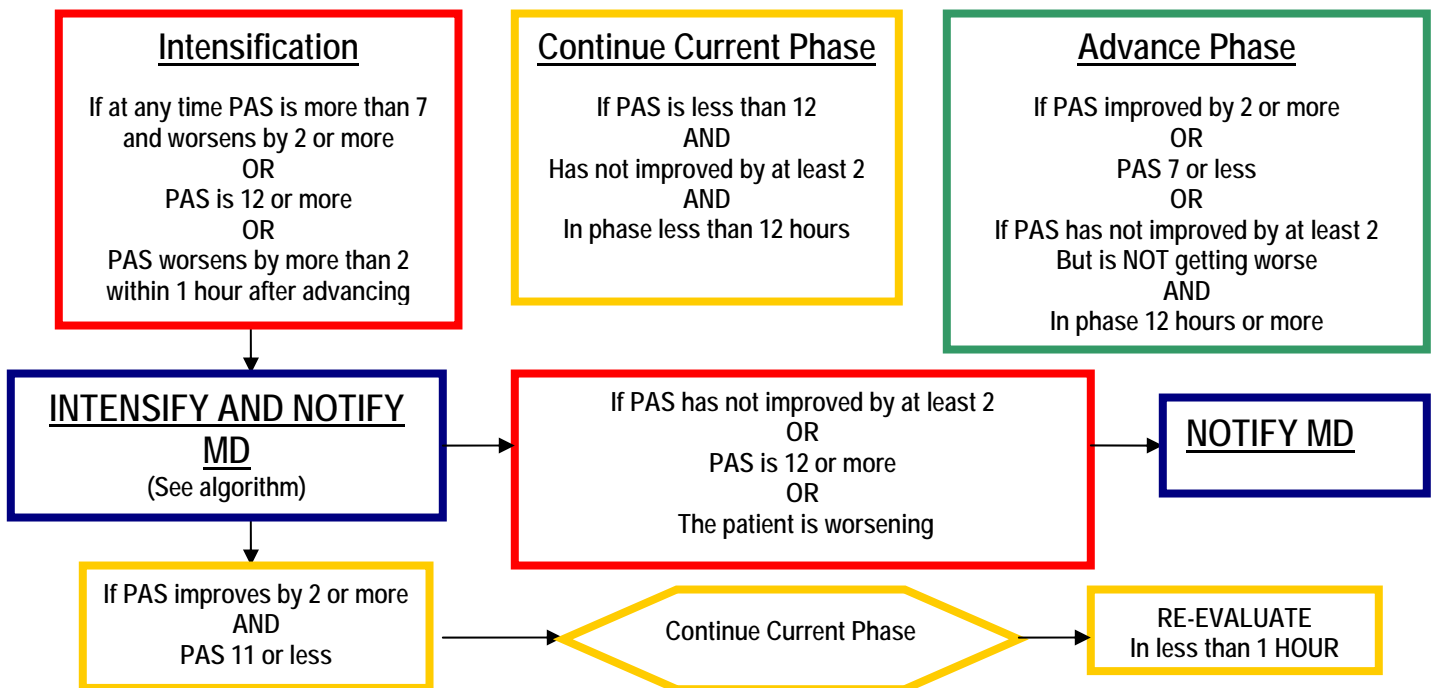 Intensification
If at any time PAS is more than 7
and worsens by 2 or more
OR
PAS is 12 or more
OR
PAS worsens by more than 2
within 1 hour after advancing
Continue Current Phase
If PAS is less than 12
AND
Has not improved by at least 2
AND
In phase less than 12 hours
Advance Phase
If PAS improved by 2 or more
OR
PAS 7 or less
OR
If PAS has not improved by at least 2
But is NOT getting worse
AND
In phase 12 hours or more
INTENSIFY AND NOTIFY
MD
(See algorithm)
If PAS has not improved by at least 2
OR
PAS is 12 or more
OR
The patient is worsening
NOTIFY MD
If PAS improves by 2 or more
AND
PAS 11 or less
Continue Current Phase
RE-EVALUATE
In less than 1 HOUR